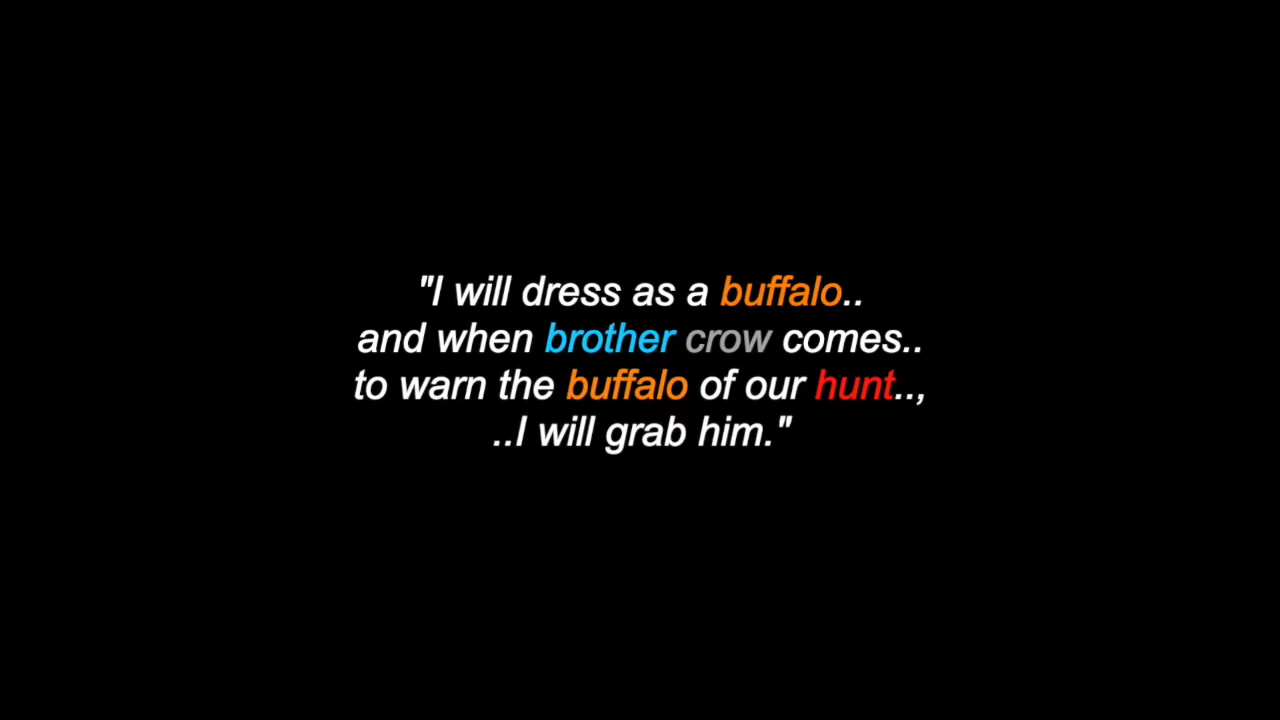 "I will dress as a buffalo..
and when brother crow comes..
to warn the buffalo of our hunt..,
..I will grab him."